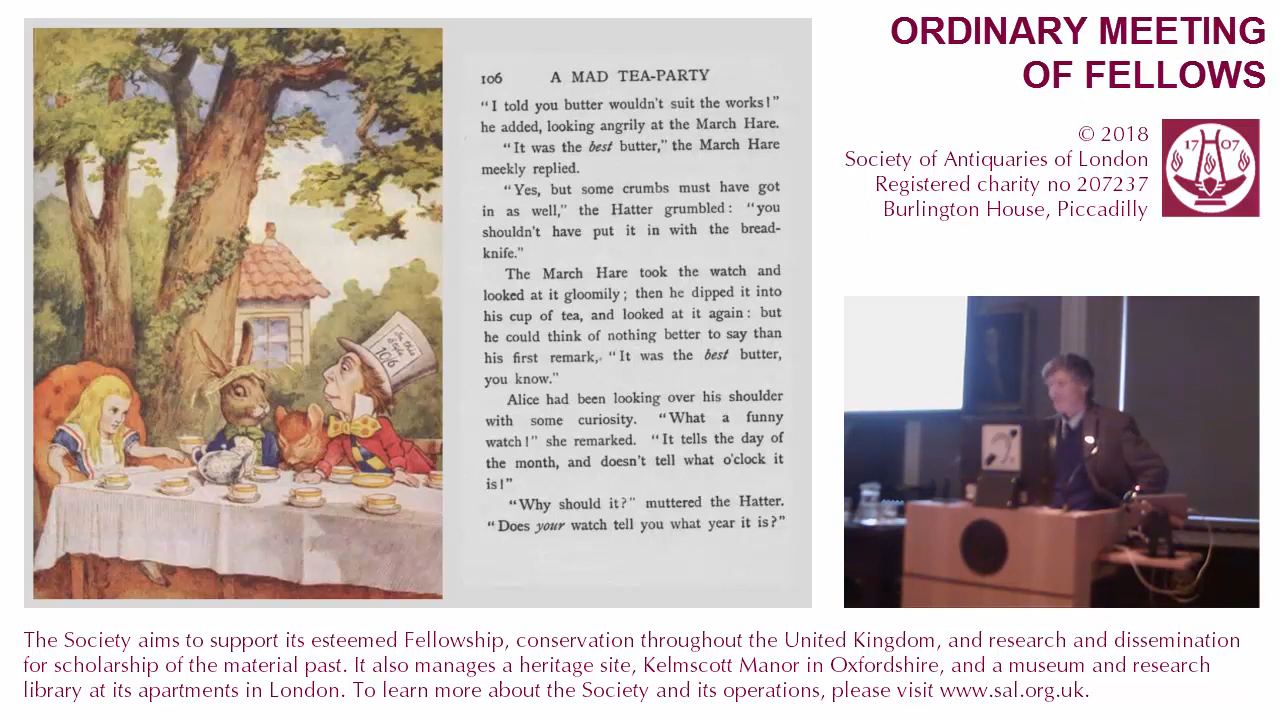 ORDINARY MEETING
OF FELLOWS
© 2018
Society of Antiquaries of London
Registered charity no 207237
Burlington House, Piccadilly
17 07
In this
style
10/6
106 A MAD TEA-PARTY
“I told you butter wouldn't suit the works!”
he added, looking angrily at the March Hare.
“It was the best butter,” the March Hare
meekly replied.
“Yes, but some crumbs must have got
in as well,” the Hatter grumbled: “you
shouldn't have put it in with the bread-
knife.”
The March Hare took the watch and
looked at it gloomily; then he dipped it into
his cup of tea, and looked at it again: but
he could think of nothing better to say than
his first remark, “It was the best butter,
you know.”
Alice had been looking over his shoulder
with some curiosity. “What a funny
watch!” she remarked. “It tells the day of
the month, and doesn't tell what o'clock it
is!”
“Why should it?” muttered the Hatter.
“Does your watch tell you what year it is?”
The Society aims to support its esteemed Fellowship, conservation throughout the United Kingdom, and research and dissemination
for scholarship of the material past. It also manages a heritage site, Kelmscott Manor in Oxfordshire, and a museum and research
library at its apartments in London. To learn more about the Society and its operations, please visit www.sal.org.uk.